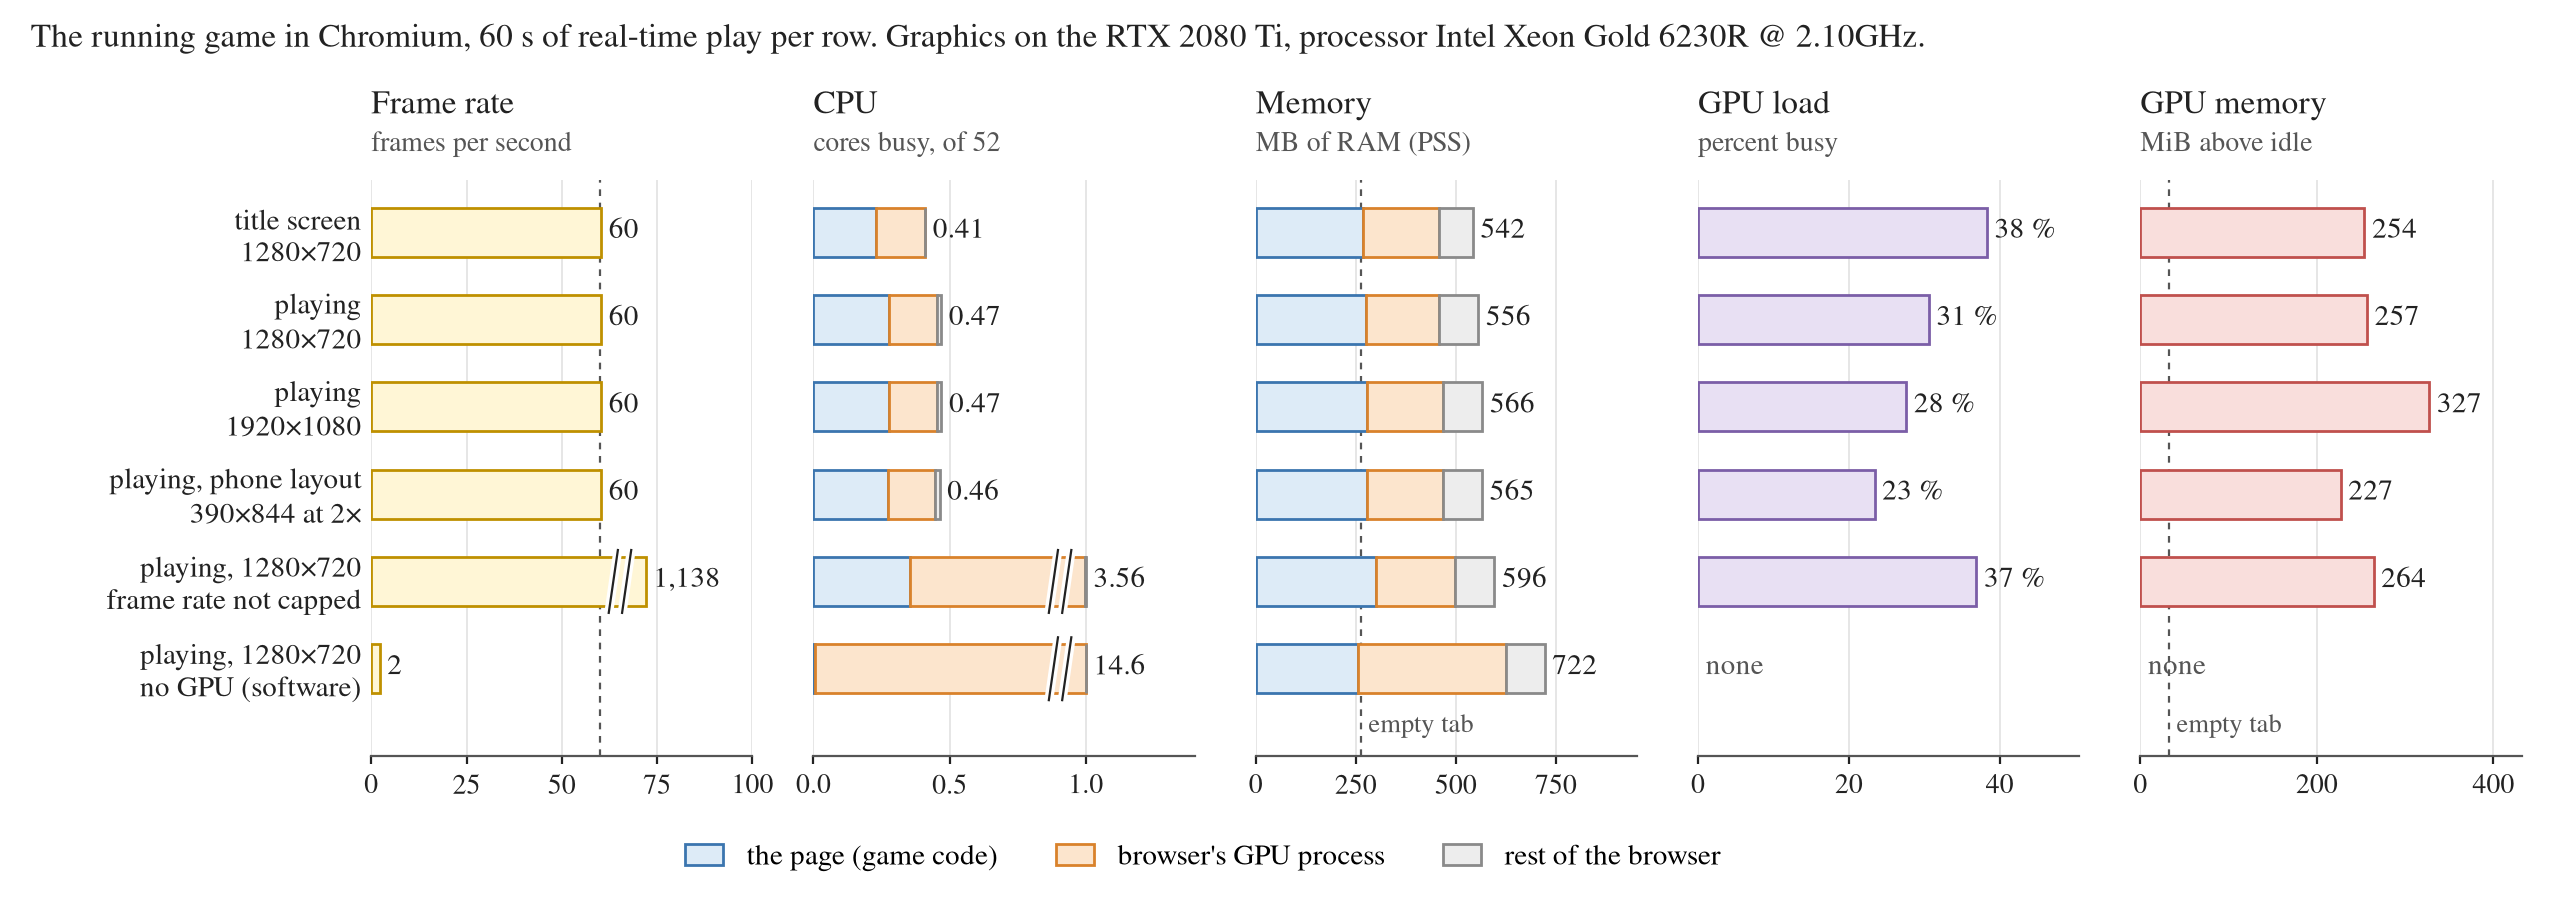 The running game in Chromium, 60 s of real-time play per row. Graphics on the RTX 2080 Ti, processor Intel Xeon Gold 6230R @ 2.10GHz.
Frame rate
frames per second
CPU
cores busy, of 52
Memory
MB of RAM (PSS)
GPU load
percent busy
GPU memory
MiB above idle
title screen
1280×720
60
0.41
542
38 %
254
playing
1280×720
60
0.47
556
31 %
257
playing
1920×1080
60
0.47
566
28 %
327
playing, phone layout
390×844 at 2×
60
0.46
565
23 %
227
playing, 1280×720
frame rate not capped
1,138
3.56
596
37 %
264
playing, 1280×720
no GPU (software)
2
14.6
722
none
none
empty tab
empty tab
0 25 50 75 100
0.0 0.5 1.0
0 250 500 750
0 20 40
0 200 400
the page (game code)
browser's GPU process
rest of the browser